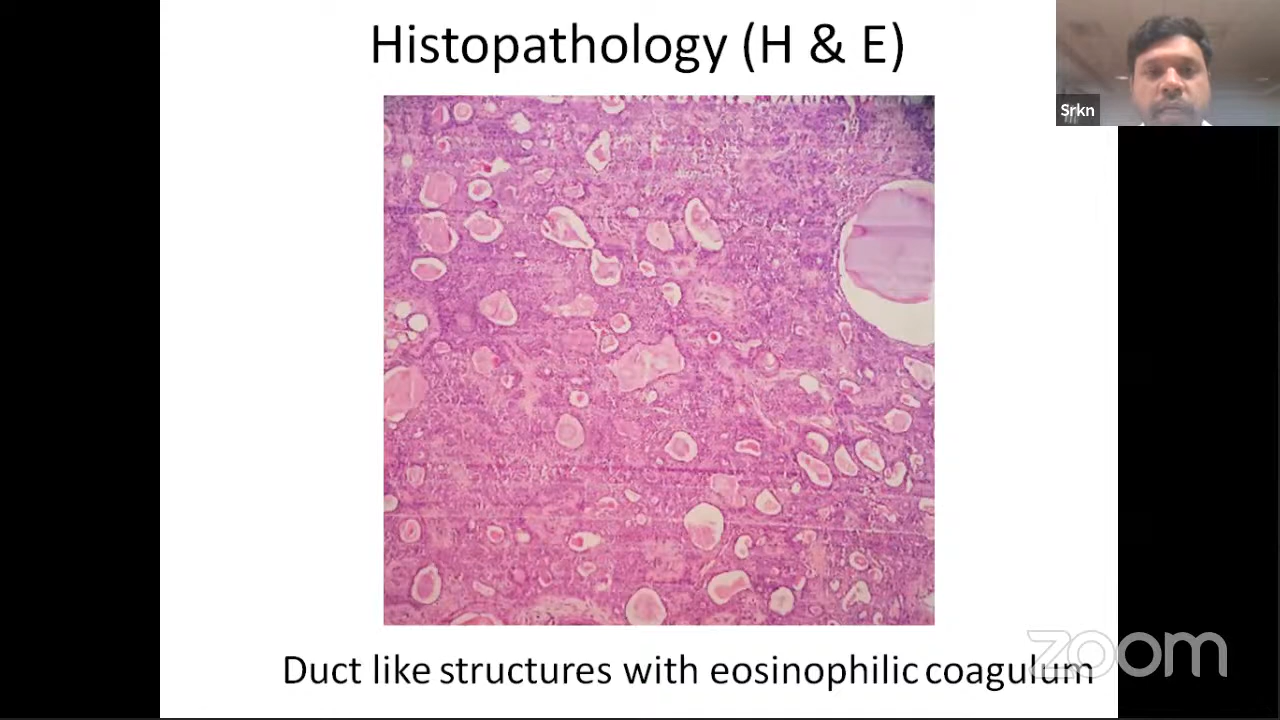 Histopathology (H & E)
Srkn
Duct like structures with eosinophilic coagulum
zoom